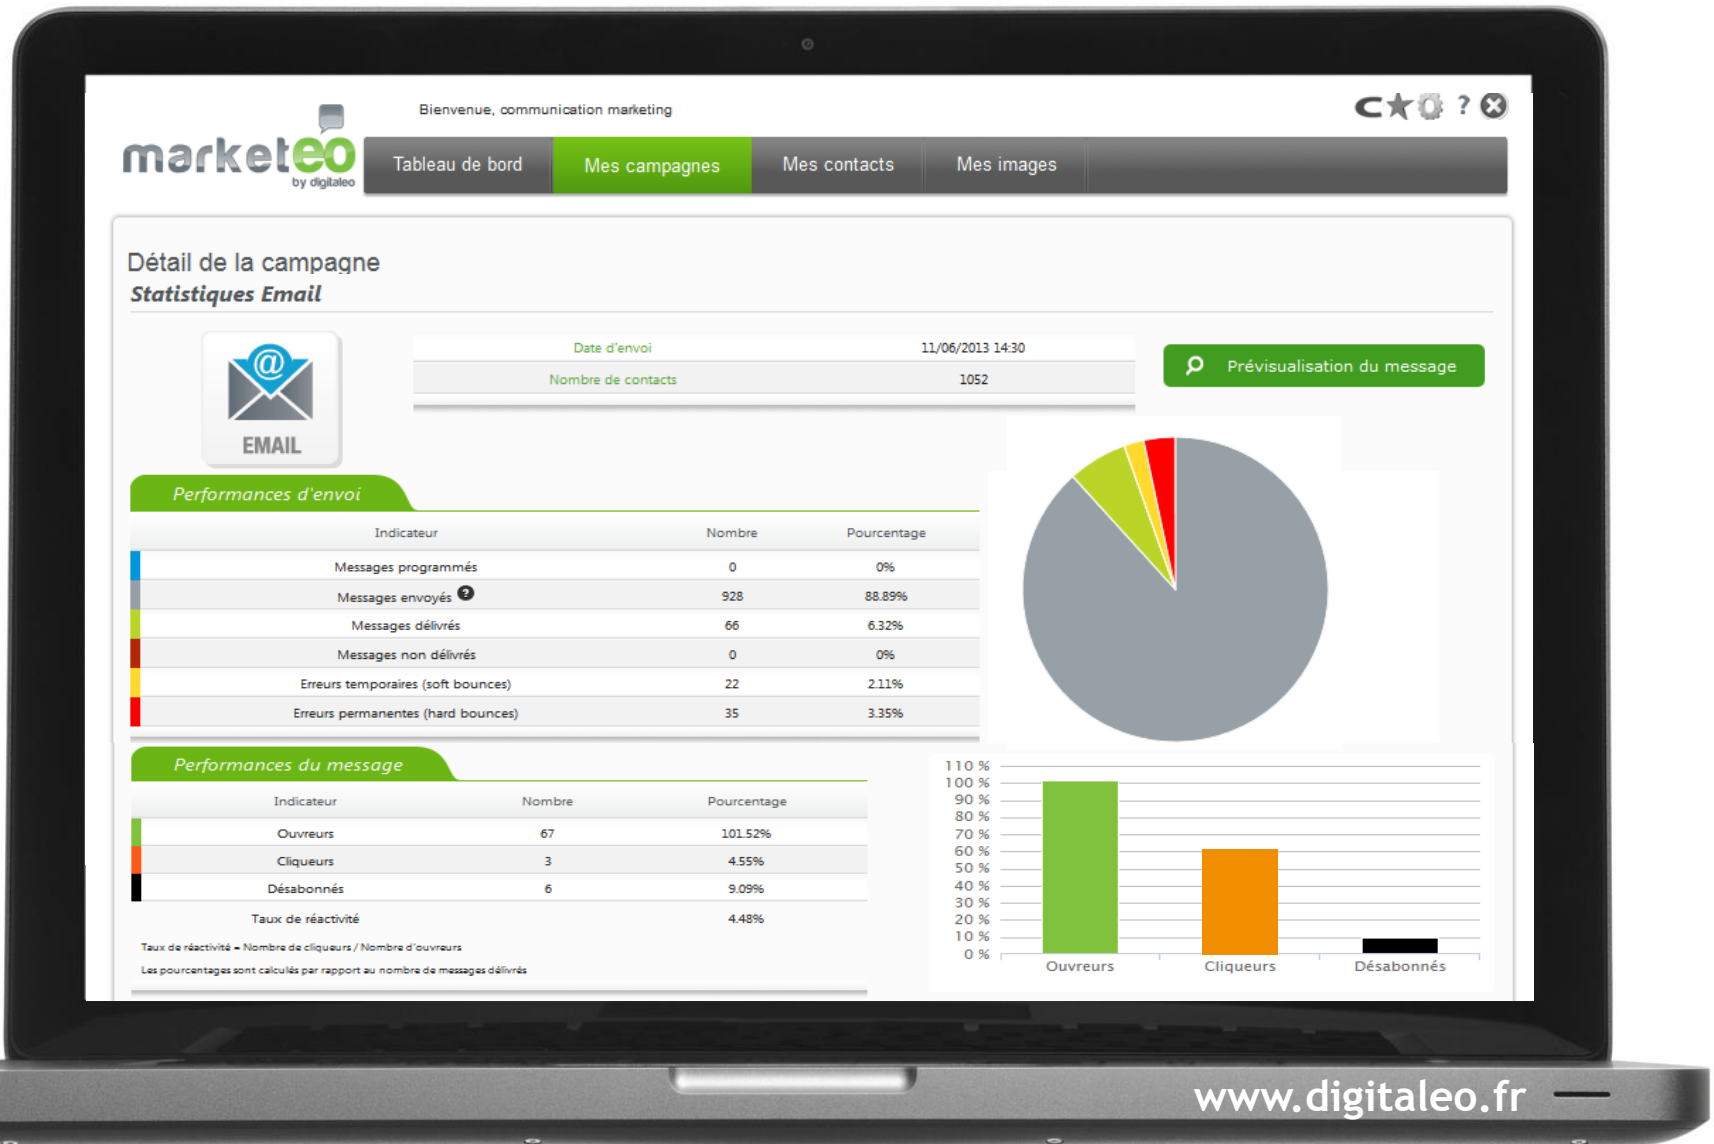 Bienvenue, communication marketing
C ? 
marketeo
by digitaleo
Tableau de bord Mes campagnes Mes contacts Mes images
Détail de la campagne
Statistiques Email
@
EMAIL
Date d'envoi 11/06/2013 14:30
Nombre de contacts 1052
Prévisualisation du message
Performances d'envoi
Indicateur Nombre Pourcentage
Messages programmés 0 0%
Messages envoyés ? 928 88.89%
Messages délivrés 66 6.32%
Messages non délivrés 0 0%
Erreurs temporaires (soft bounces) 22 2.11%
Erreurs permanentes (hard bounces) 35 3.35%
Performances du message
Indicateur Nombre Pourcentage
Ouvreurs 67 101.52%
Cliqueurs 3 4.55%
Désabonnés 6 9.09%
Taux de réactivité 4.48%
Taux de réactivité = Nombre de cliqueurs / Nombre d'ouvreurs
Les pourcentages sont calculés par rapport au nombre de messages délivrés
110 %
100 %
90 %
80 %
70 %
60 %
50 %
40 %
30 %
20 %
10 %
0 %
Ouvreurs Cliqueurs Désabonnés
www.digitaleo.fr